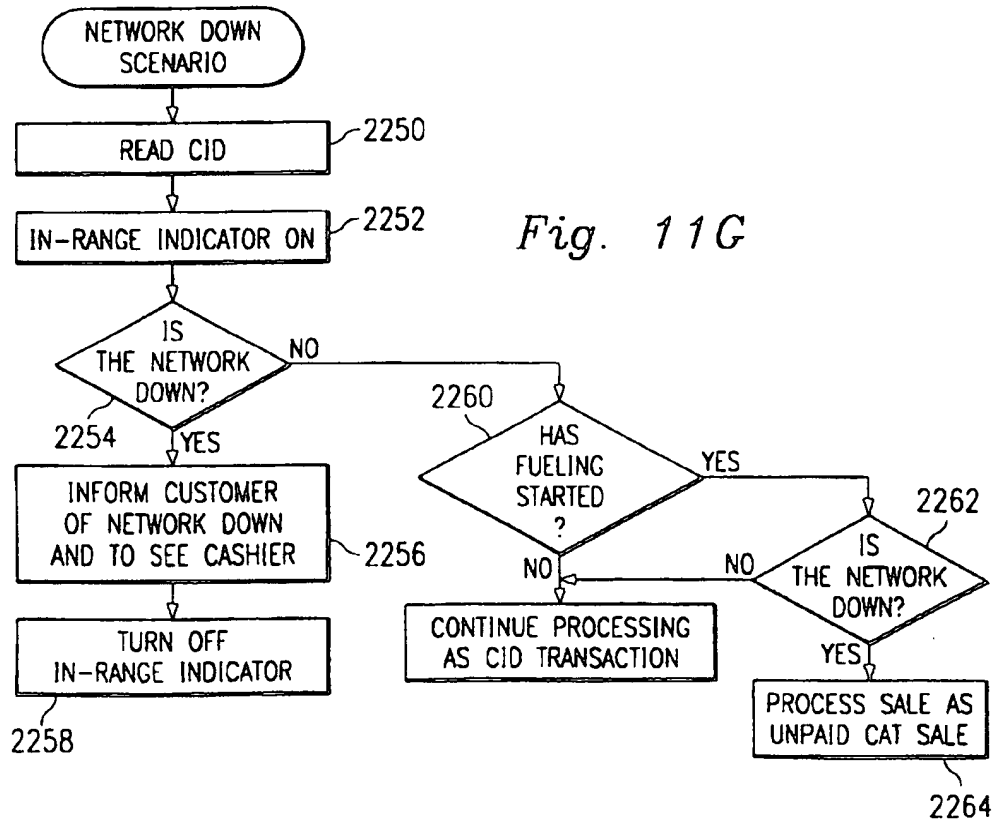 NETWORK DOWN
SCENARIO
READ CID
2250
IN-RANGE INDICATOR ON
2252
Fig. 11G
IS
THE NETWORK
DOWN?
NO
2254
YES
INFORM CUSTOMER
OF NETWORK DOWN
AND TO SEE CASHIER
2256
TURN OFF
IN-RANGE INDICATOR
2258
2260
HAS
FUELING
STARTED
?
YES
NO
CONTINUE PROCESSING
AS CID TRANSACTION
2262
IS
THE NETWORK
DOWN?
NO
YES
PROCESS SALE AS
UNPAID CAT SALE
2264